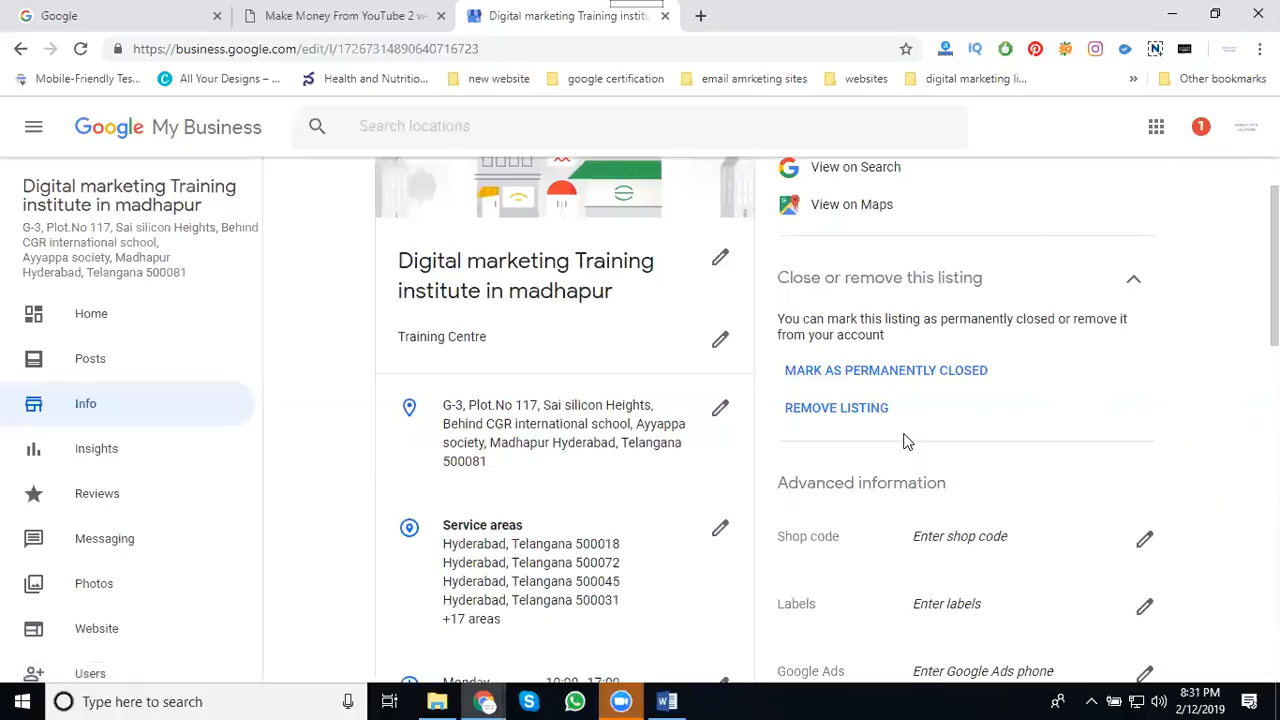 Google
Make Money From YouTube 2 w
Digital marketing Training instit
https://business.google.com/edit/l/17267314890640716723
Mobile-Friendly Tes...
All Your Designs – ...
Health and Nutritio...
new website
google certification
email amrketing sites
websites
digital marketing li...
»
Other bookmarks
Google My Business
Search locations
1
Digital marketing Training
institute in madhapur
G-3, Plot.No 117, Sai silicon Heights, Behind
CGR international school,
Ayyappa society, Madhapur
Hyderabad, Telangana 500081
Home
Posts
Info
Insights
Reviews
Messaging
Photos
Website
Users
Digital marketing Training
institute in madhapur
Training Centre
G-3, Plot.No 117, Sai silicon Heights,
Behind CGR international school, Ayyappa
society, Madhapur Hyderabad, Telangana
500081
Service areas
Hyderabad, Telangana 500018
Hyderabad, Telangana 500072
Hyderabad, Telangana 500045
Hyderabad, Telangana 500031
+17 areas
Monday 10:00 - 17:00
View on Search
View on Maps
Close or remove this listing
You can mark this listing as permanently closed or remove it
from your account
MARK AS PERMANENTLY CLOSED
REMOVE LISTING
Advanced information
Shop code Enter shop code
Labels Enter labels
Google Ads Enter Google Ads phone
Type here to search
8:31 PM
2/12/2019